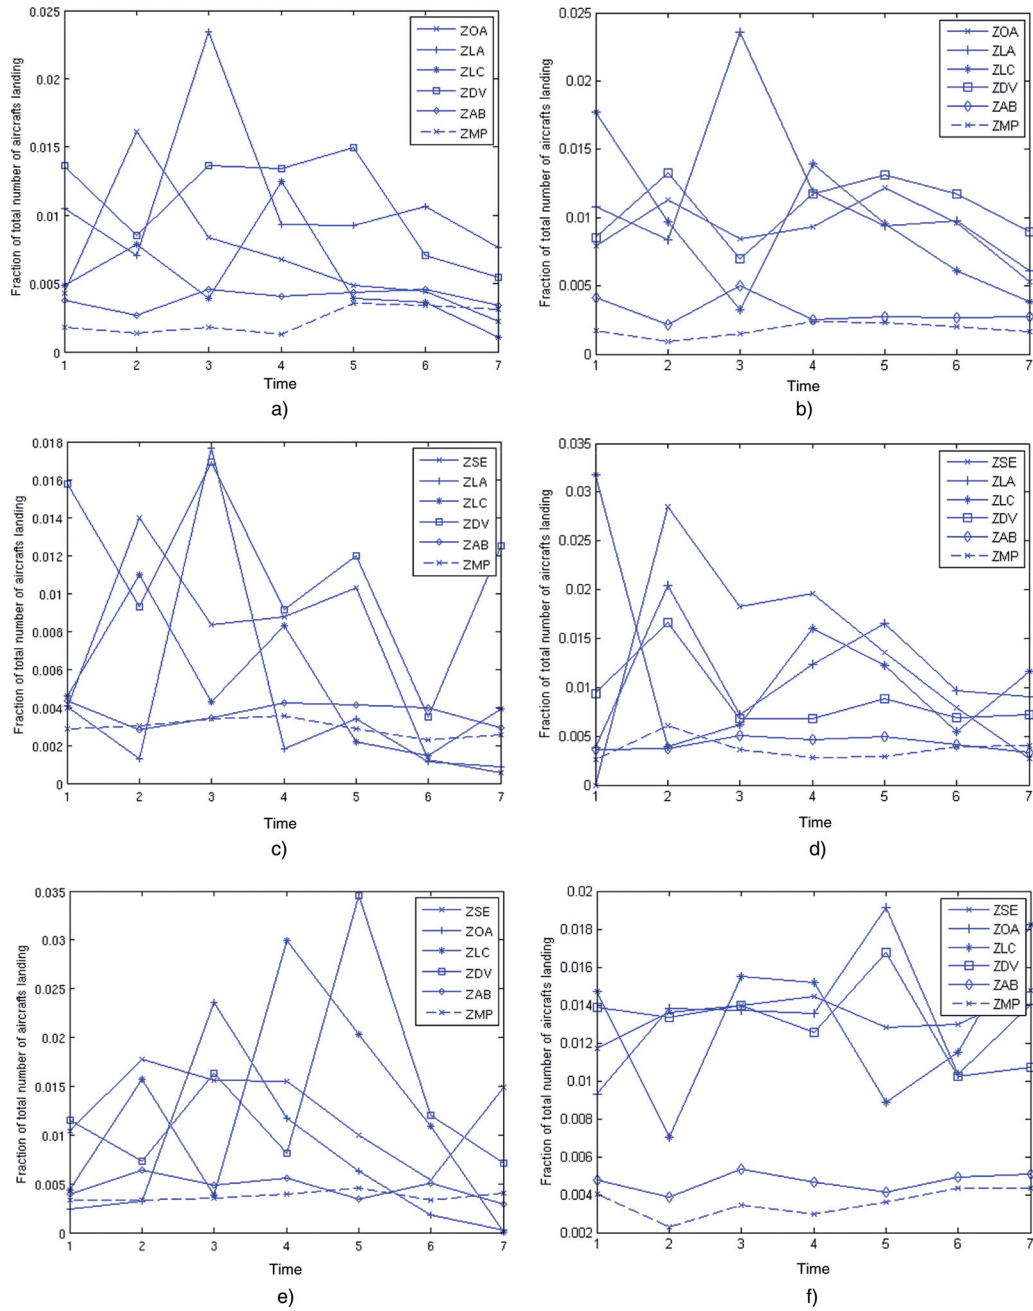 0.025
0.02
0.015
0.01
0.005
0
Fraction of total number of aircrafts landing
ZOA
ZLA
ZLC
ZDV
ZAB
ZMP
1 2 3 4 5 6 7
Time
a)
0.025
0.02
0.015
0.01
0.005
0
Fraction of total number of aircrafts landing
ZOA
ZLA
ZLC
ZDV
ZAB
ZMP
1 2 3 4 5 6 7
Time
b)
0.018
0.016
0.014
0.012
0.01
0.008
0.006
0.004
0.002
0
Fraction of total number of aircrafts landing
ZSE
ZLA
ZLC
ZDV
ZAB
ZMP
1 2 3 4 5 6 7
Time
c)
0.035
0.03
0.025
0.02
0.015
0.01
0.005
0
Fraction of total number of aircrafts landing
ZSE
ZLA
ZLC
ZDV
ZAB
ZMP
1 2 3 4 5 6 7
Time
d)
0.035
0.03
0.025
0.02
0.015
0.01
0.005
0
Fraction of total number of aircrafts landing
ZSE
ZOA
ZLC
ZDV
ZAB
ZMP
1 2 3 4 5 6 7
Time
e)
0.02
0.018
0.016
0.014
0.012
0.01
0.008
0.006
0.004
0.002
Fraction of total number of aircrafts landing
ZSE
ZOA
ZLC
ZDV
ZAB
ZMP
1 2 3 4 5 6 7
Time
f)